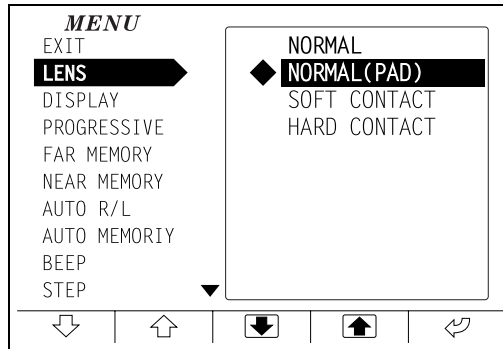 MENU
EXIT
LENS
DISPLAY
PROGRESSIVE
FAR MEMORY
NEAR MEMORY
AUTO R/L
AUTO MEMORIY
BEEP
STEP
NORMAL
NORMAL(PAD)
SOFT CONTACT
HARD CONTACT